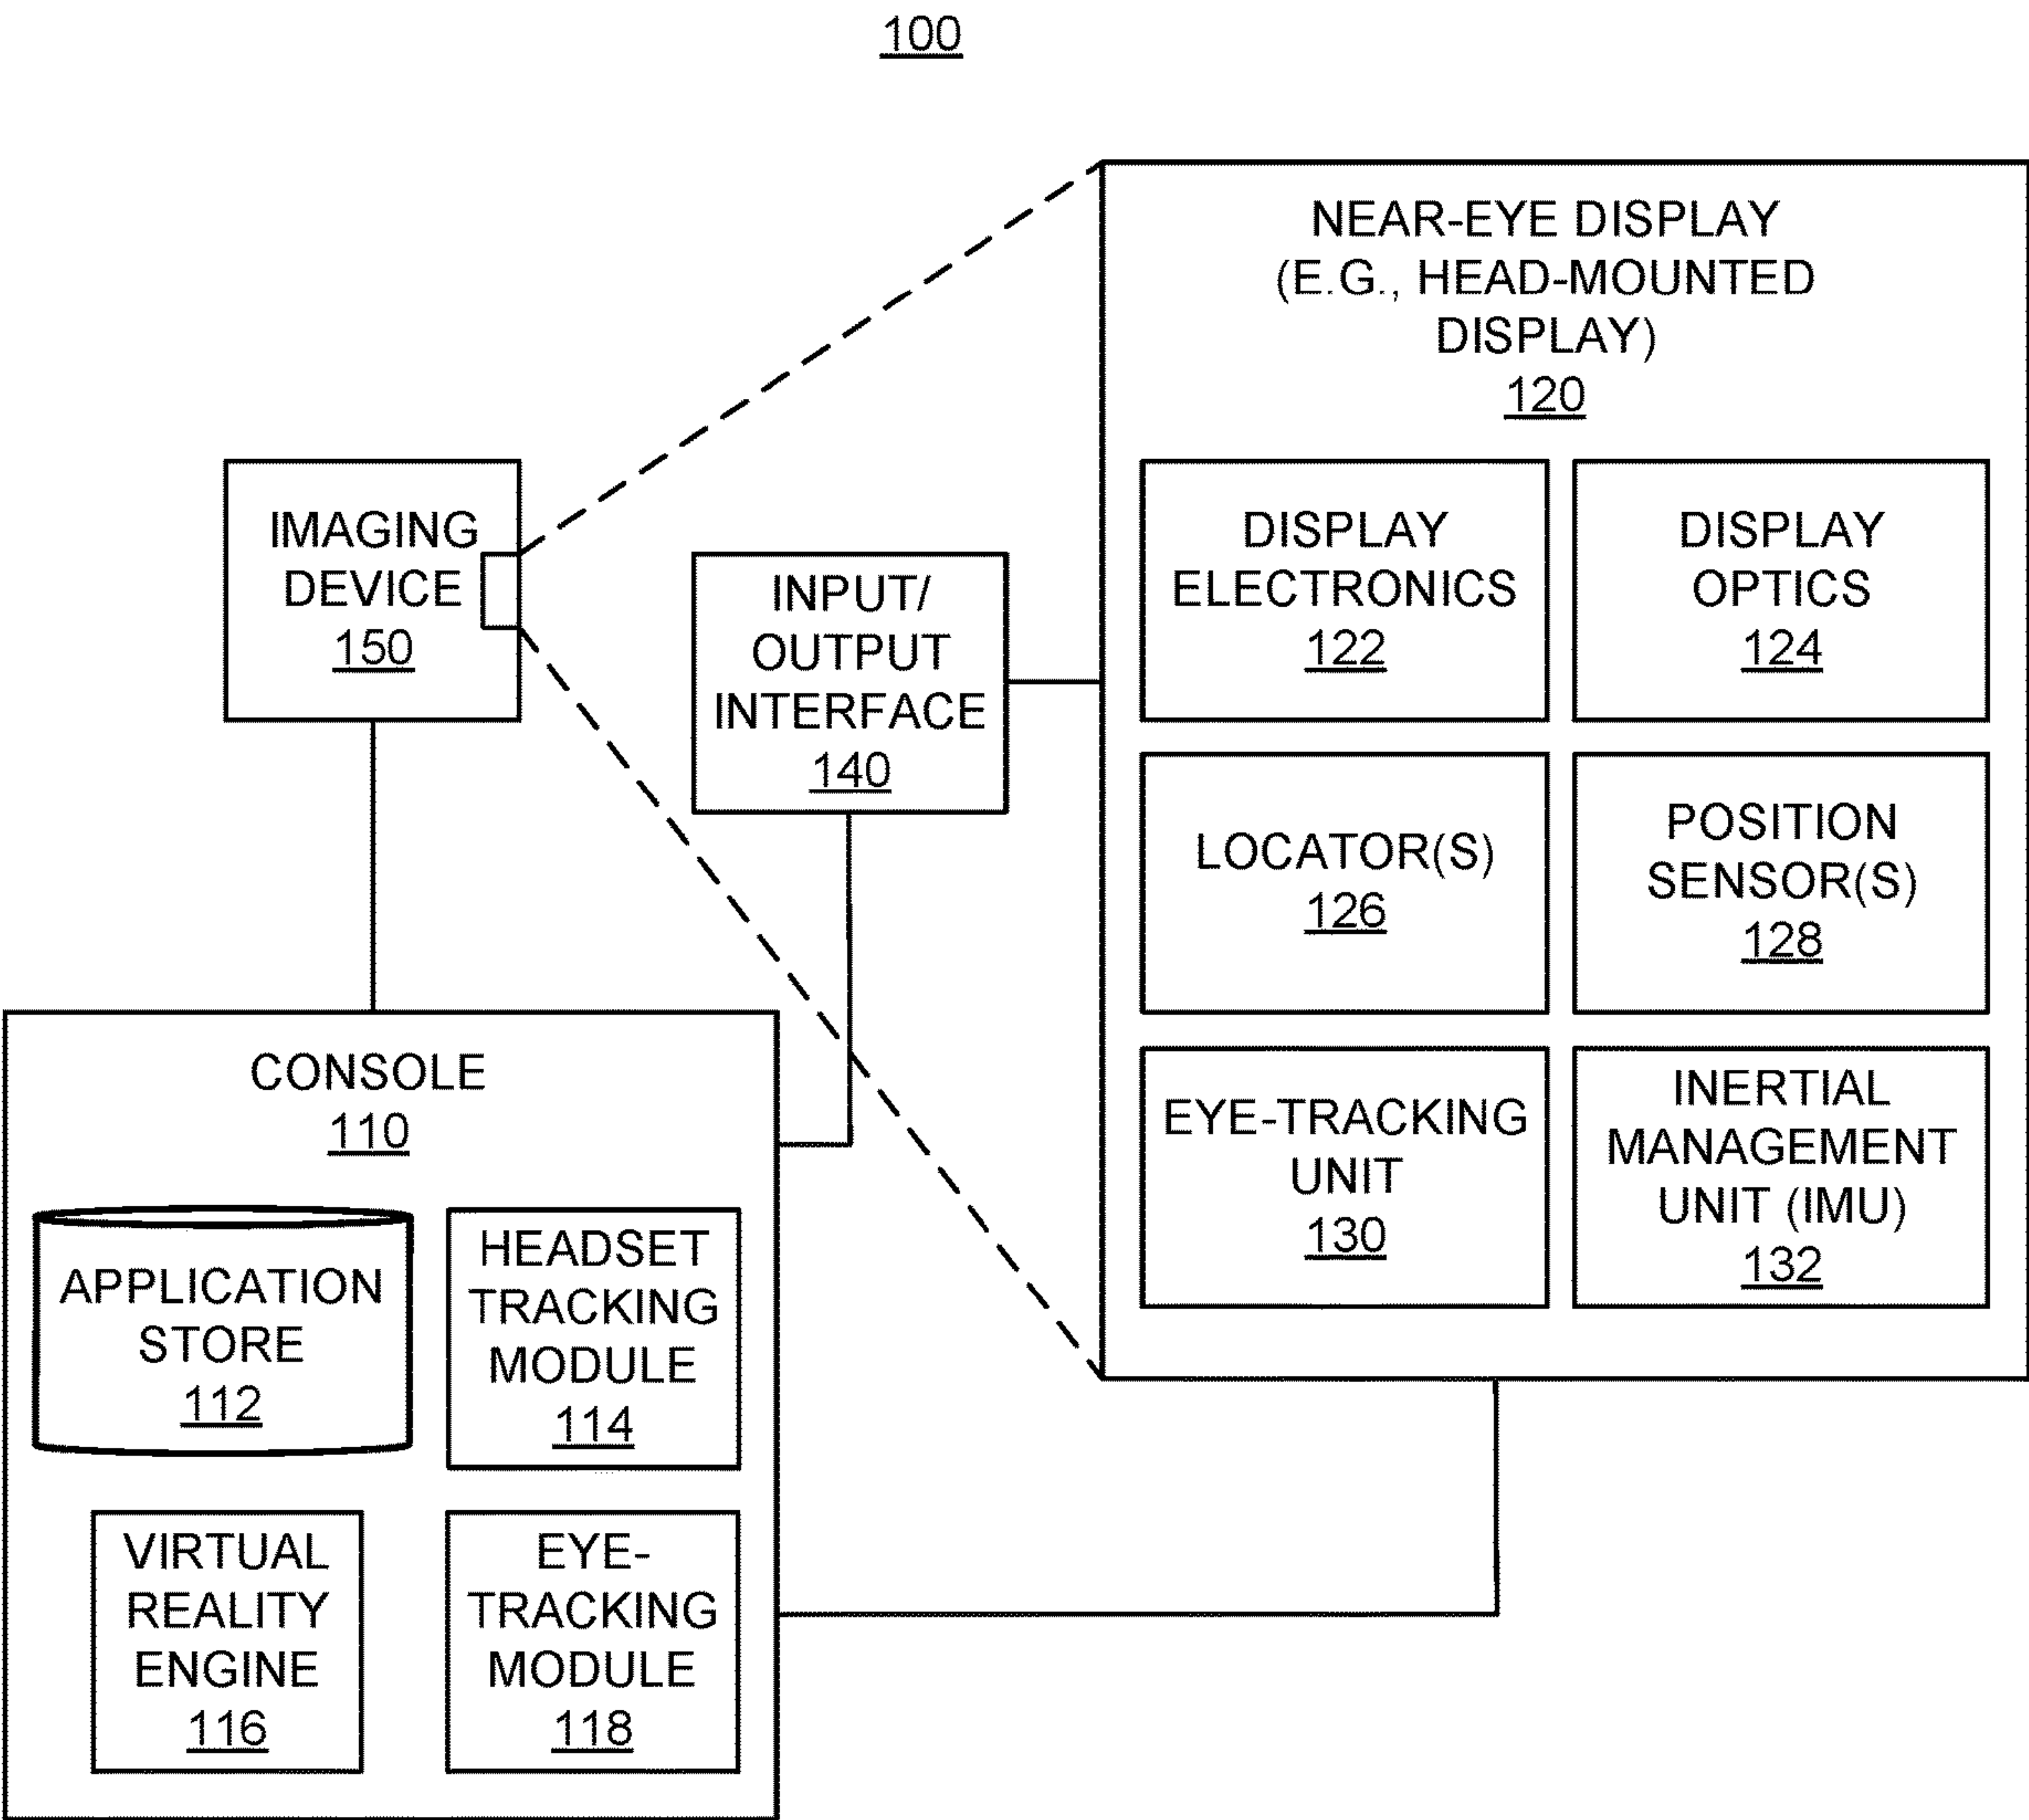 100
NEAR-EYE DISPLAY
(E.G., HEAD-MOUNTED
DISPLAY)
120
DISPLAY
ELECTRONICS
122
DISPLAY
OPTICS
124
LOCATOR(S)
126
POSITION
SENSOR(S)
128
EYE-TRACKING
UNIT
130
INERTIAL
MANAGEMENT
UNIT (IMU)
132
IMAGING
DEVICE
150
INPUT/
OUTPUT
INTERFACE
140
CONSOLE
110
APPLICATION
STORE
112
HEADSET
TRACKING
MODULE
114
VIRTUAL
REALITY
ENGINE
116
EYE-
TRACKING
MODULE
118